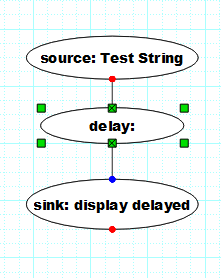 source: Test String
delay:
sink: display delayed